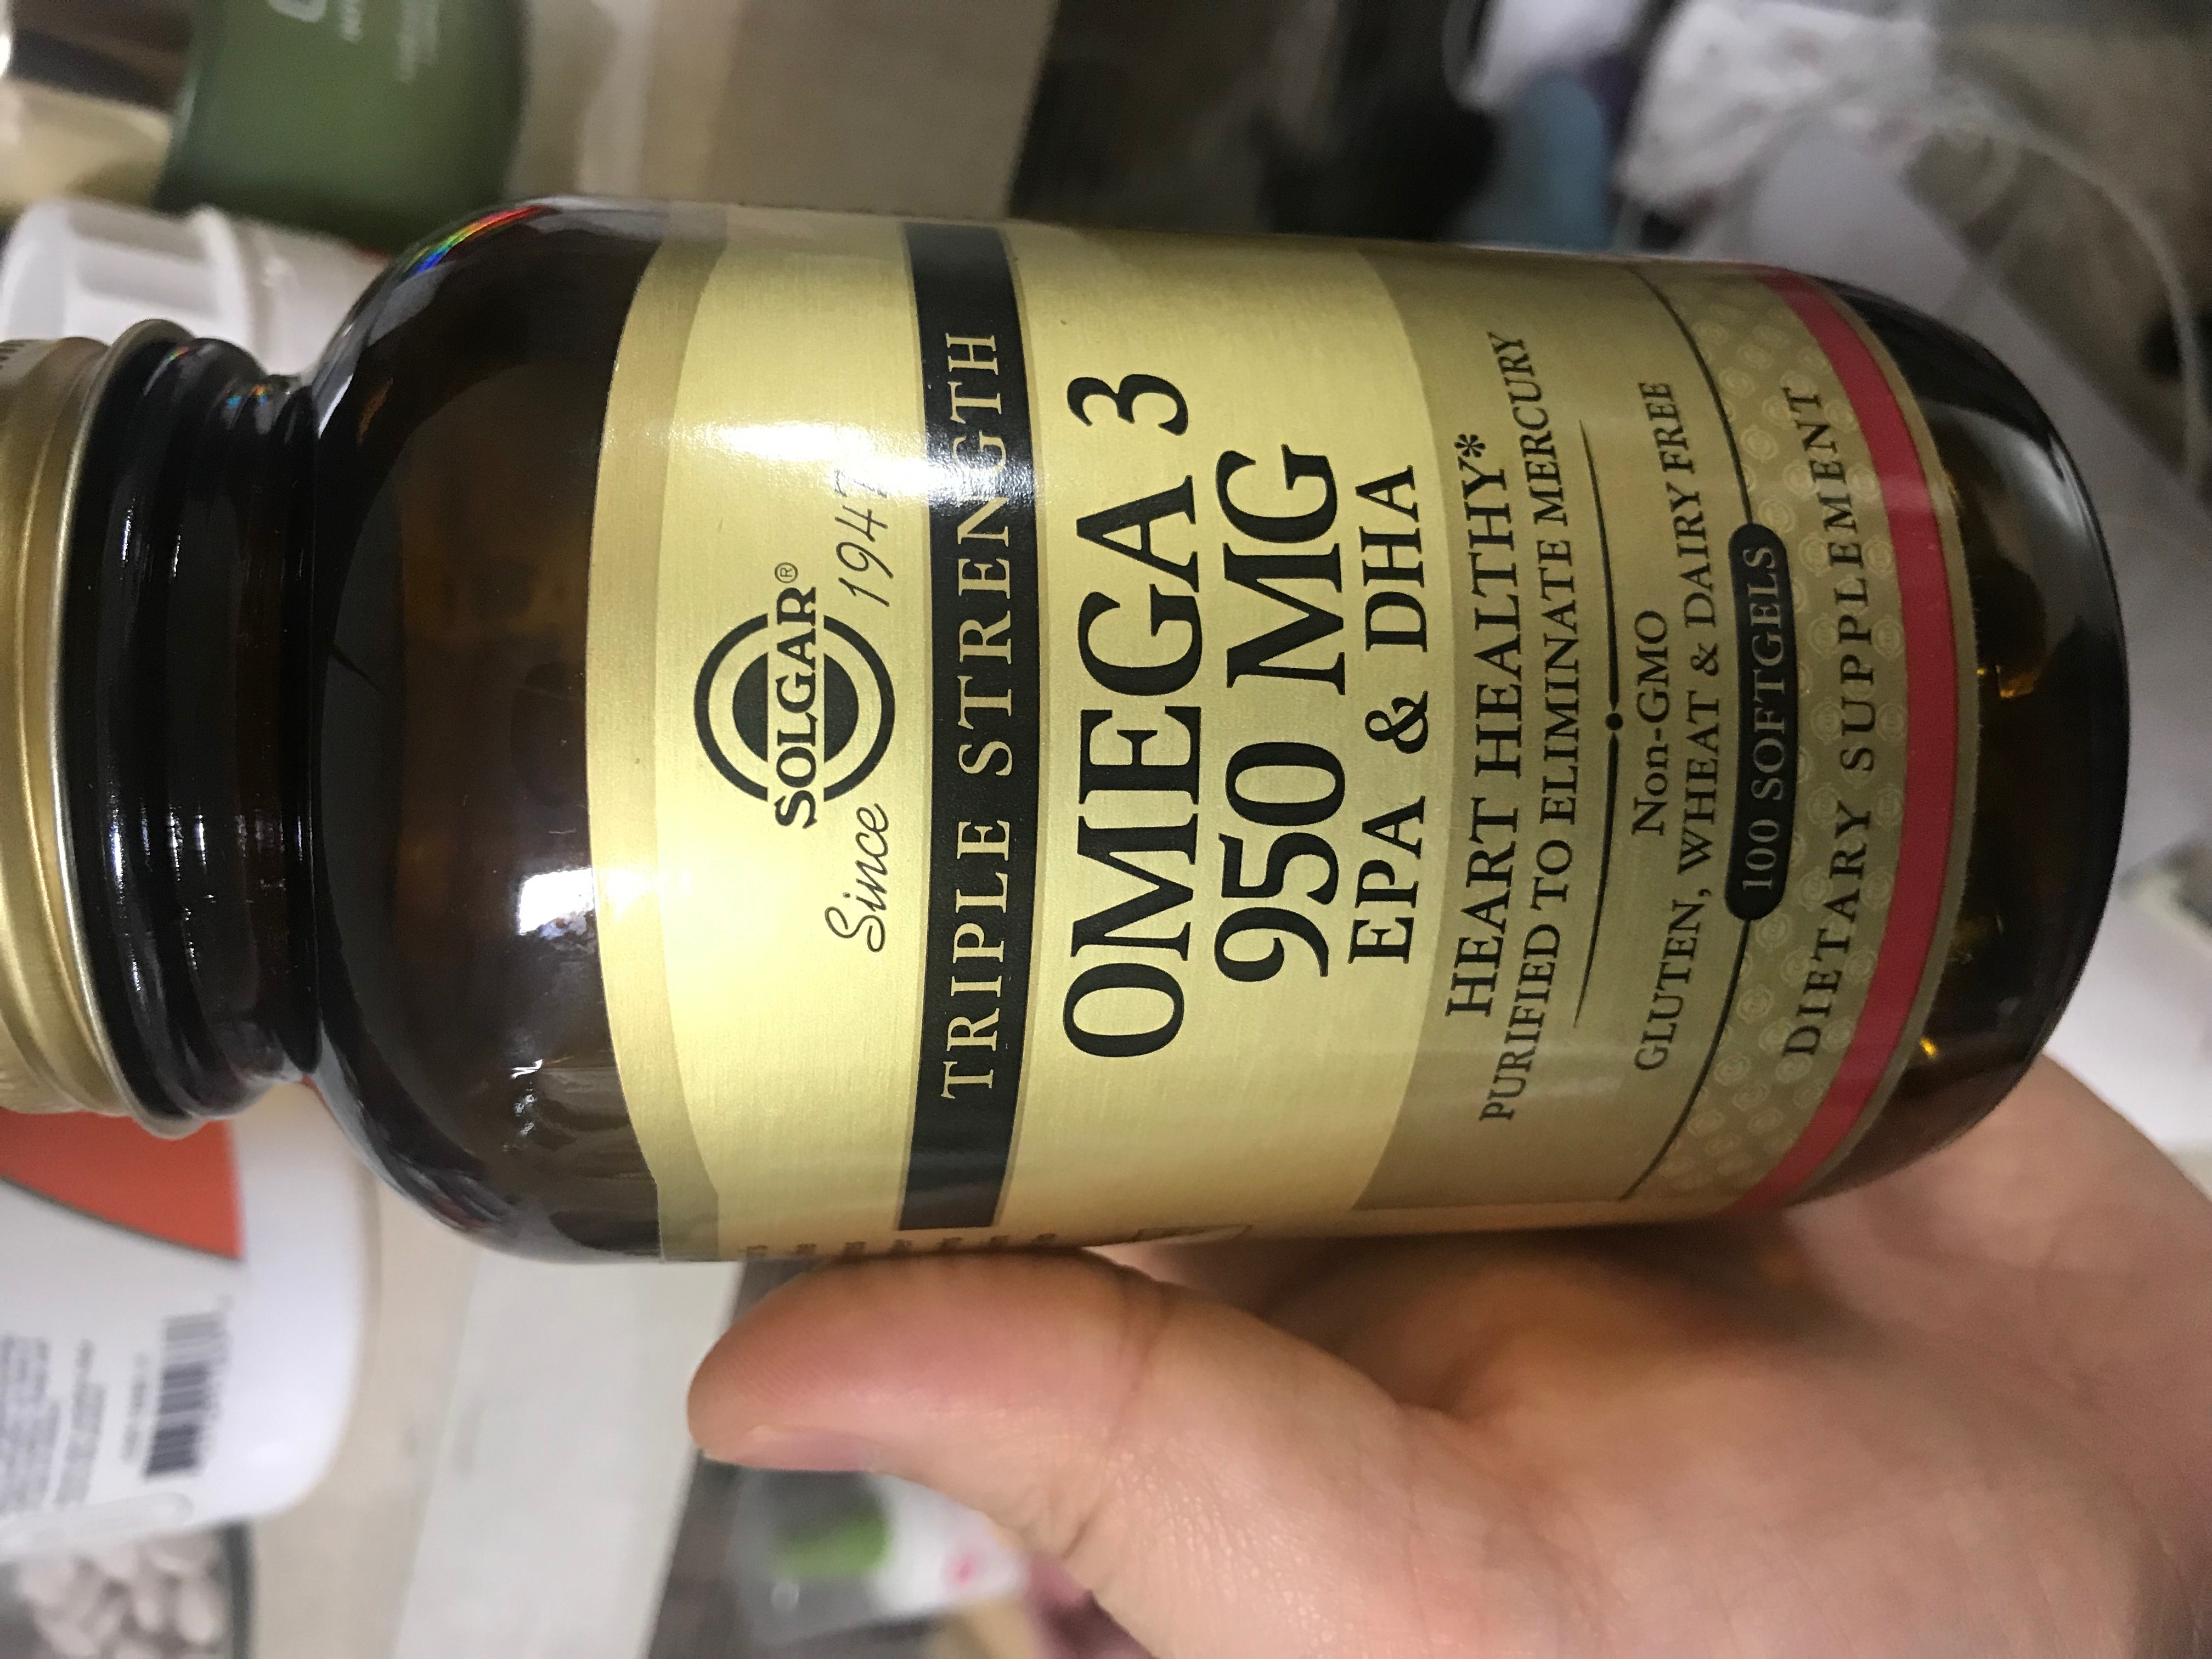 SOLGAR®
Since 1947
TRIPLE STRENGTH
OMEGA 3
950 MG
EPA & DHA
HEART HEALTHY*
PURIFIED TO ELIMINATE MERCURY
Non-GMO
GLUTEN, WHEAT & DAIRY FREE
100 SOFTGELS
DIETARY SUPPLEMENT